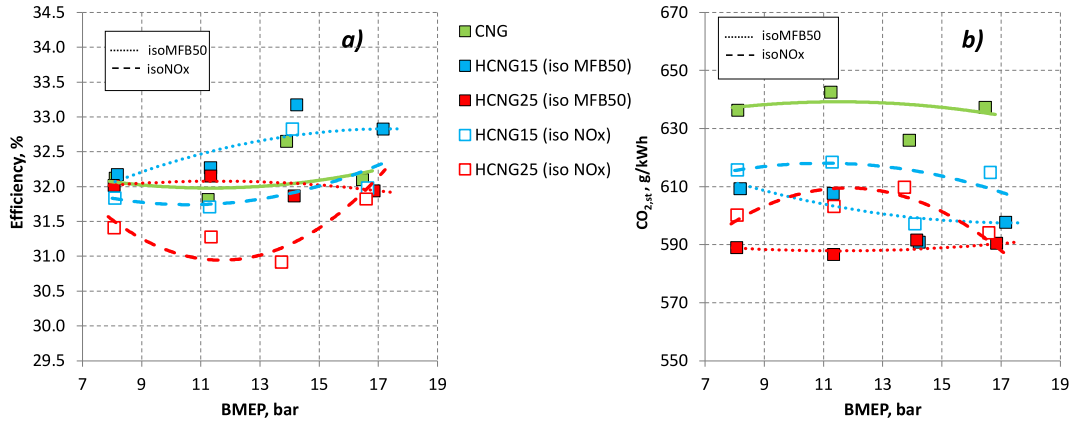 34.5
34.0
33.5
33.0
32.5
32.0
31.5
31.0
30.5
30.0
29.5
7 9 11 13 15 17 19
Efficiency, %
BMEP, bar
a)
isoMFB50
isoNOx
CNG
HCNG15 (iso MFB50)
HCNG25 (iso MFB50)
HCNG15 (iso NOx)
HCNG25 (iso NOx)
670
650
630
610
590
570
550
7 9 11 13 15 17 19
CO2,st., g/kWh
BMEP, bar
b)
isoMFB50
isoNOx